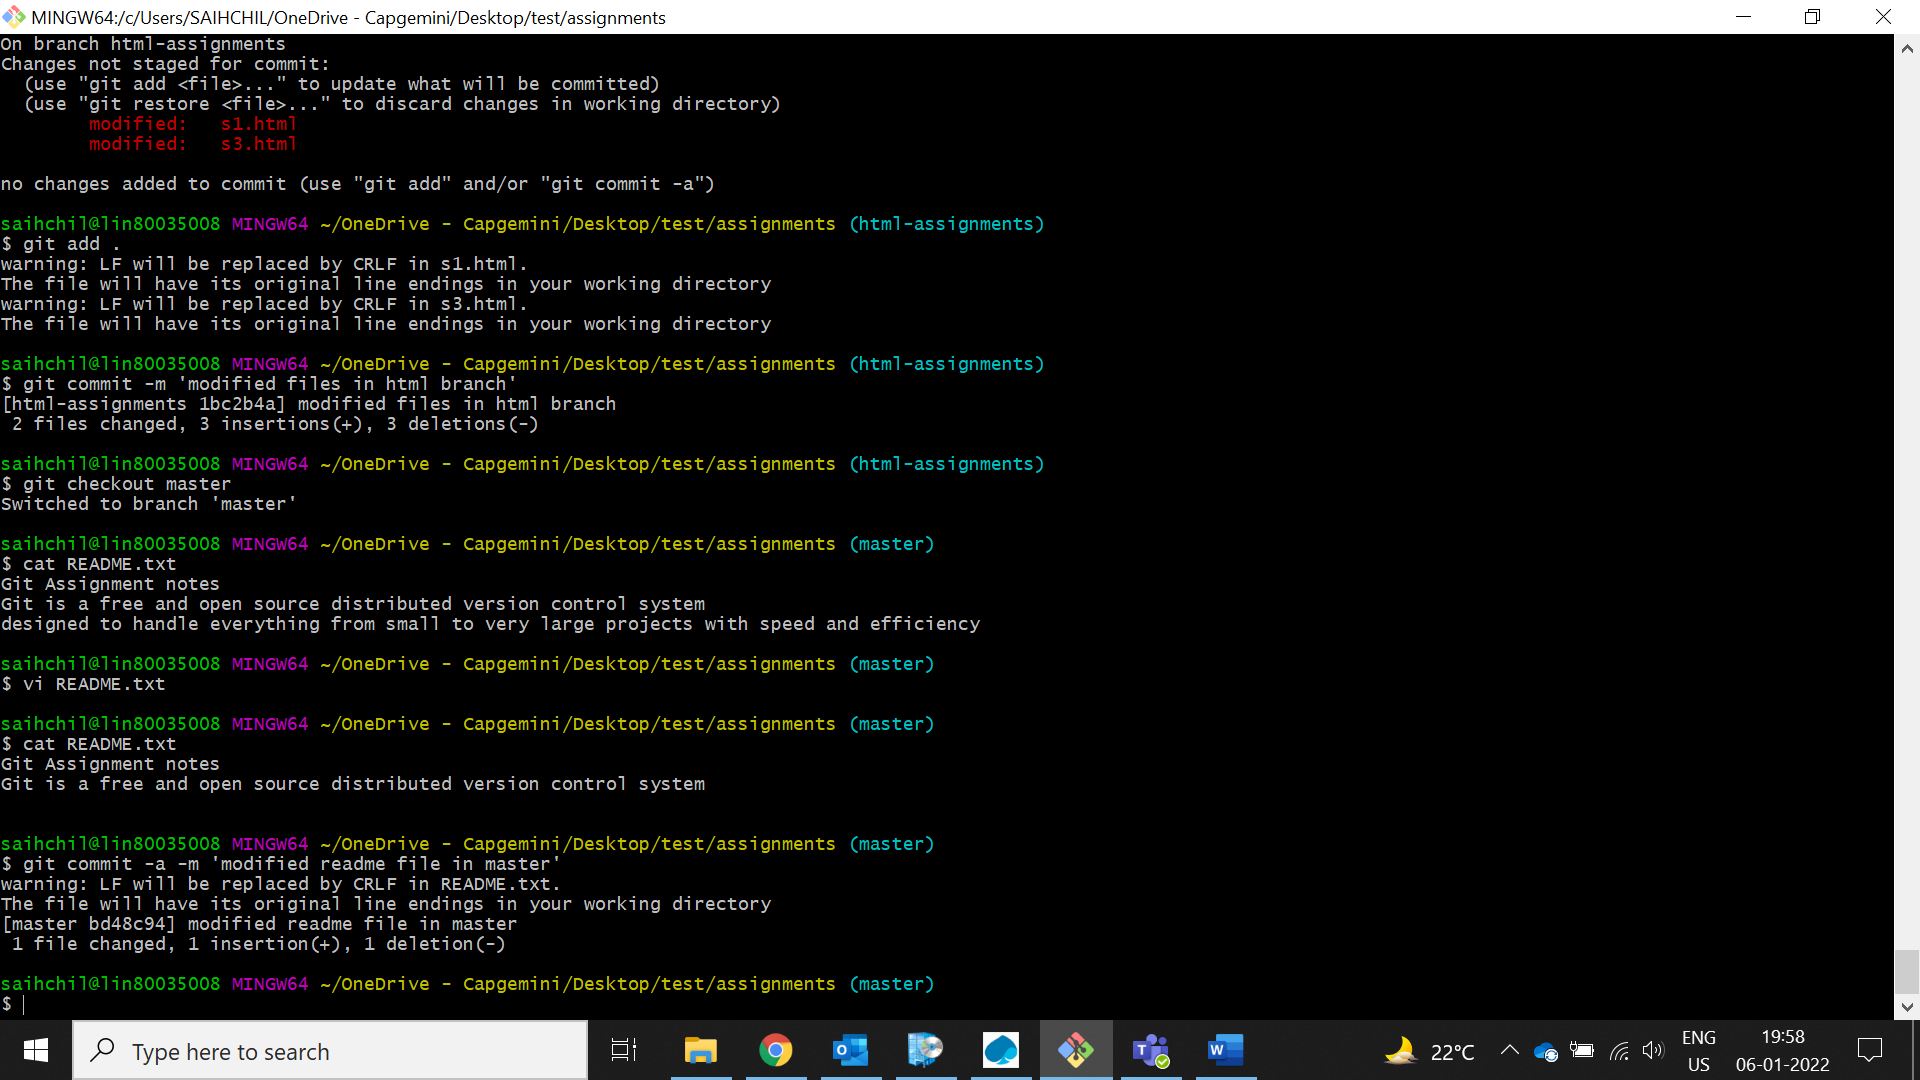 MINGW64:/c/Users/SAIHCHIL/OneDrive - Capgemini/Desktop/test/assignments
On branch html-assignments
Changes not staged for commit:
  (use "git add <file>..." to update what will be committed)
  (use "git restore <file>..." to discard changes in working directory)
        modified:   s1.html
        modified:   s3.html

no changes added to commit (use "git add" and/or "git commit -a")

saihchil@lin80035008 MINGW64 ~/OneDrive - Capgemini/Desktop/test/assignments (html-assignments)
$ git add .
warning: LF will be replaced by CRLF in s1.html.
The file will have its original line endings in your working directory
warning: LF will be replaced by CRLF in s3.html.
The file will have its original line endings in your working directory

saihchil@lin80035008 MINGW64 ~/OneDrive - Capgemini/Desktop/test/assignments (html-assignments)
$ git commit -m 'modified files in html branch'
[html-assignments 1bc2b4a] modified files in html branch
 2 files changed, 3 insertions(+), 3 deletions(-)

saihchil@lin80035008 MINGW64 ~/OneDrive - Capgemini/Desktop/test/assignments (html-assignments)
$ git checkout master
Switched to branch 'master'

saihchil@lin80035008 MINGW64 ~/OneDrive - Capgemini/Desktop/test/assignments (master)
$ cat README.txt
Git Assignment notes
Git is a free and open source distributed version control system
designed to handle everything from small to very large projects with speed and efficiency

saihchil@lin80035008 MINGW64 ~/OneDrive - Capgemini/Desktop/test/assignments (master)
$ vi README.txt

saihchil@lin80035008 MINGW64 ~/OneDrive - Capgemini/Desktop/test/assignments (master)
$ cat README.txt
Git Assignment notes
Git is a free and open source distributed version control system

saihchil@lin80035008 MINGW64 ~/OneDrive - Capgemini/Desktop/test/assignments (master)
$ git commit -a -m 'modified readme file in master'
warning: LF will be replaced by CRLF in README.txt.
The file will have its original line endings in your working directory
[master bd48c94] modified readme file in master
 1 file changed, 1 insertion(+), 1 deletion(-)

saihchil@lin80035008 MINGW64 ~/OneDrive - Capgemini/Desktop/test/assignments (master)
$
Type here to search
22°C
ENG
US
19:58
06-01-2022